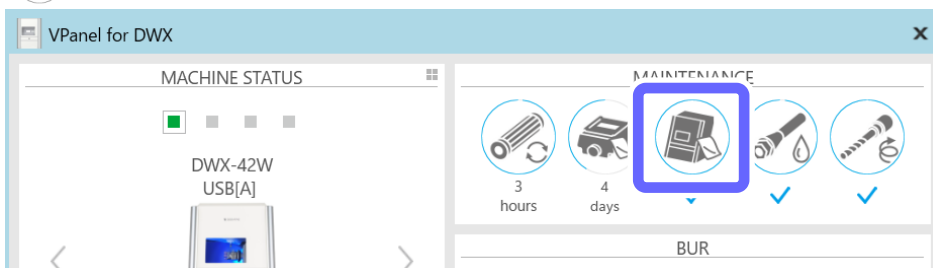 VPanel for DWX
MACHINE STATUS
DWX-42W
USB[A]
MAINTENANCE
3
hours
4
days
BUR